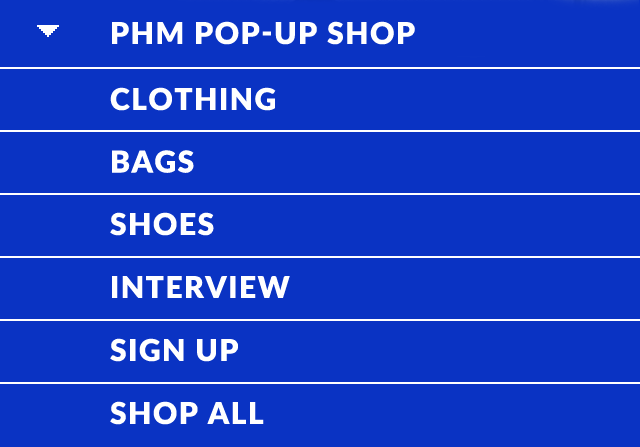 PHM POP-UP SHOP
CLOTHING
BAGS
SHOES
INTERVIEW
SIGN UP
SHOP ALL